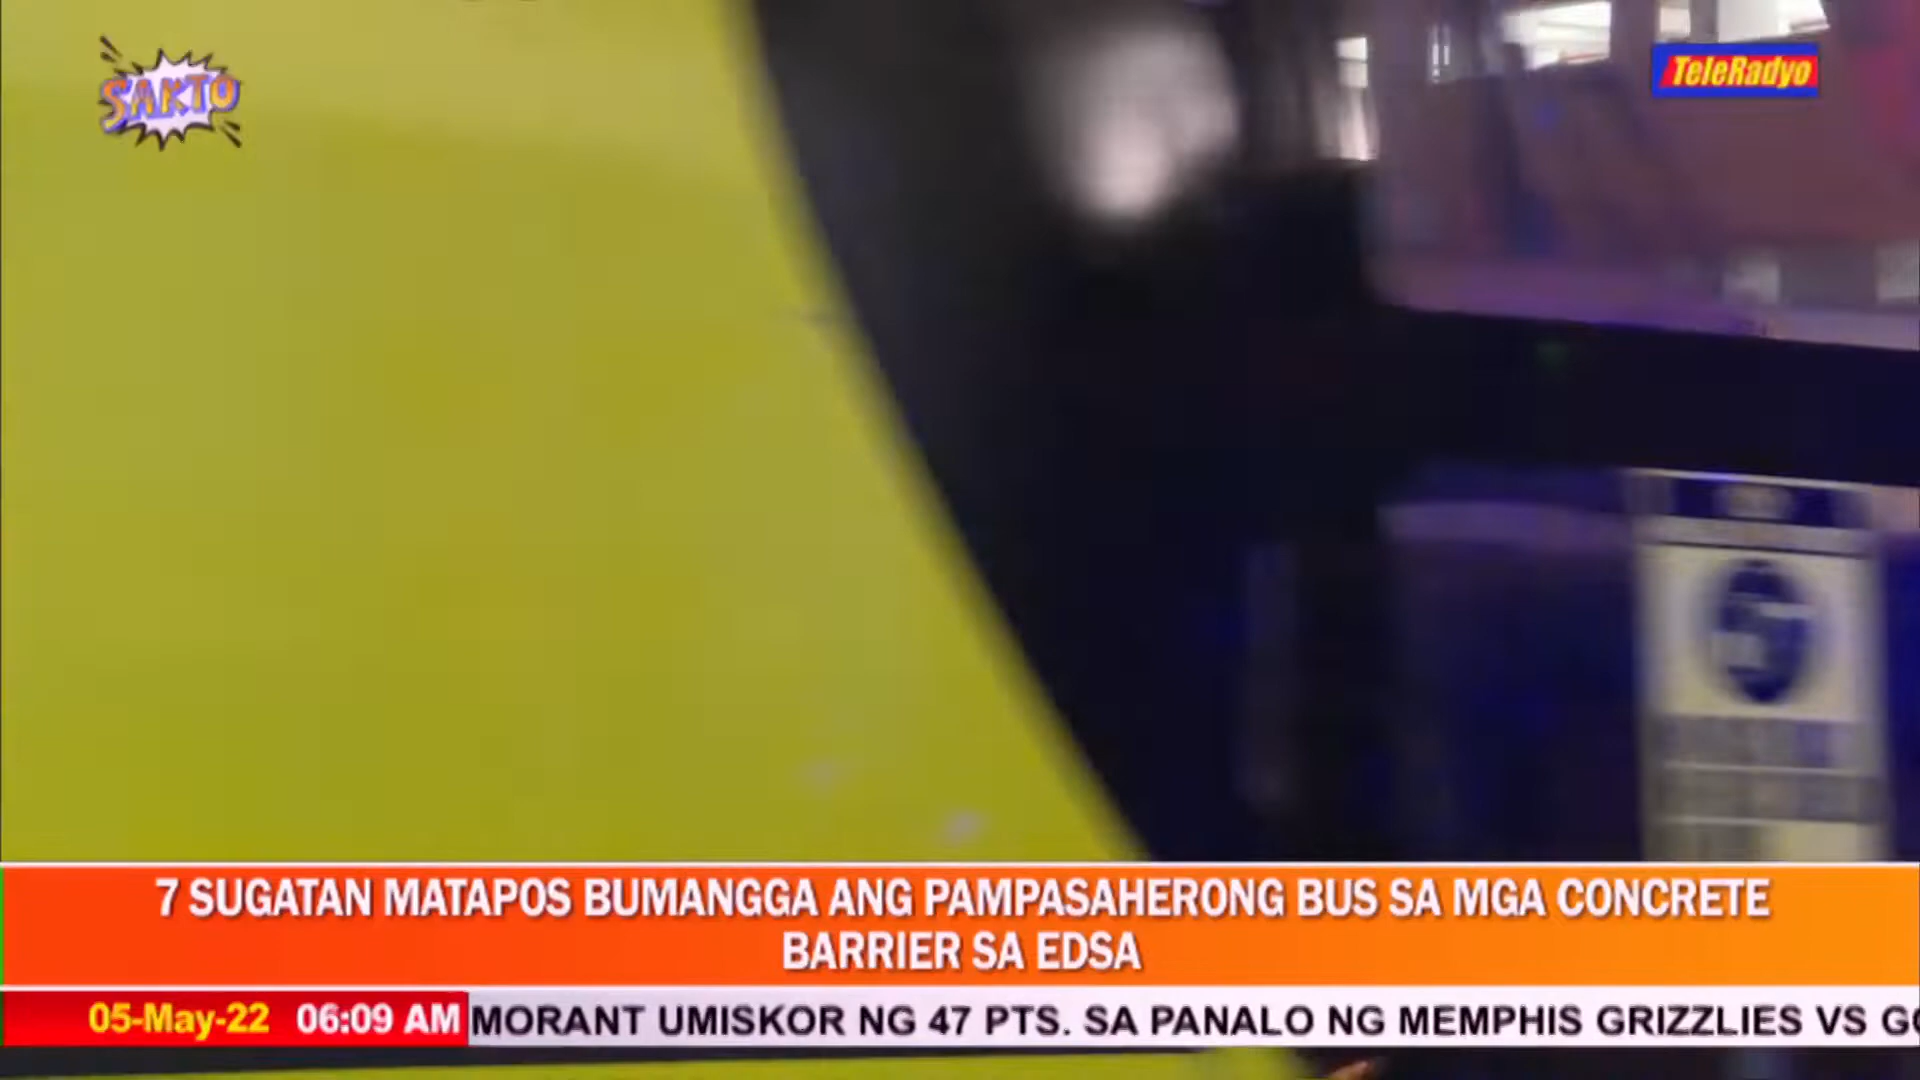 SAKTO
TeleRadyo
7 SUGATAN MATAPOS BUMANGGA ANG PAMPASAHERONG BUS SA MGA CONCRETE
BARRIER SA EDSA
05-May-22 06:09 AM MORANT UMISKOR NG 47 PTS. SA PANALO NG MEMPHIS GRIZZLIES VS